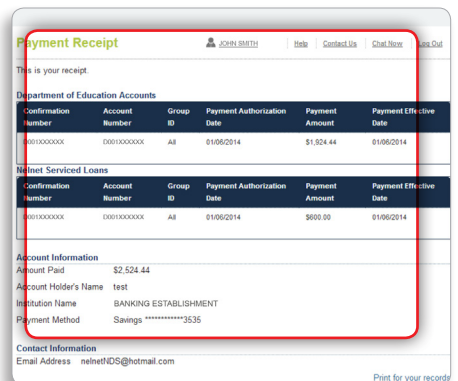 Payment Receipt
JOHN SMITH Help Contact Us Chat Now Log Out
This is your receipt.
Department of Education Accounts
Confirmation Number Account Number Group ID Payment Authorization Date Payment Amount Payment Effective Date
D001XXXXXX D001XXXXXX All 01/06/2014 $1,924.44 01/06/2014
Nelnet Serviced Loans
Confirmation Number Account Number Group ID Payment Authorization Date Payment Amount Payment Effective Date
D001XXXXXX D001XXXXXX All 01/06/2014 $600.00 01/06/2014
Account Information
Amount Paid $2,524.44
Account Holder's Name test
Institution Name BANKING ESTABLISHMENT
Payment Method Savings ************3535
Contact Information
Email Address nelnetNDS@hotmail.com
Print for your records